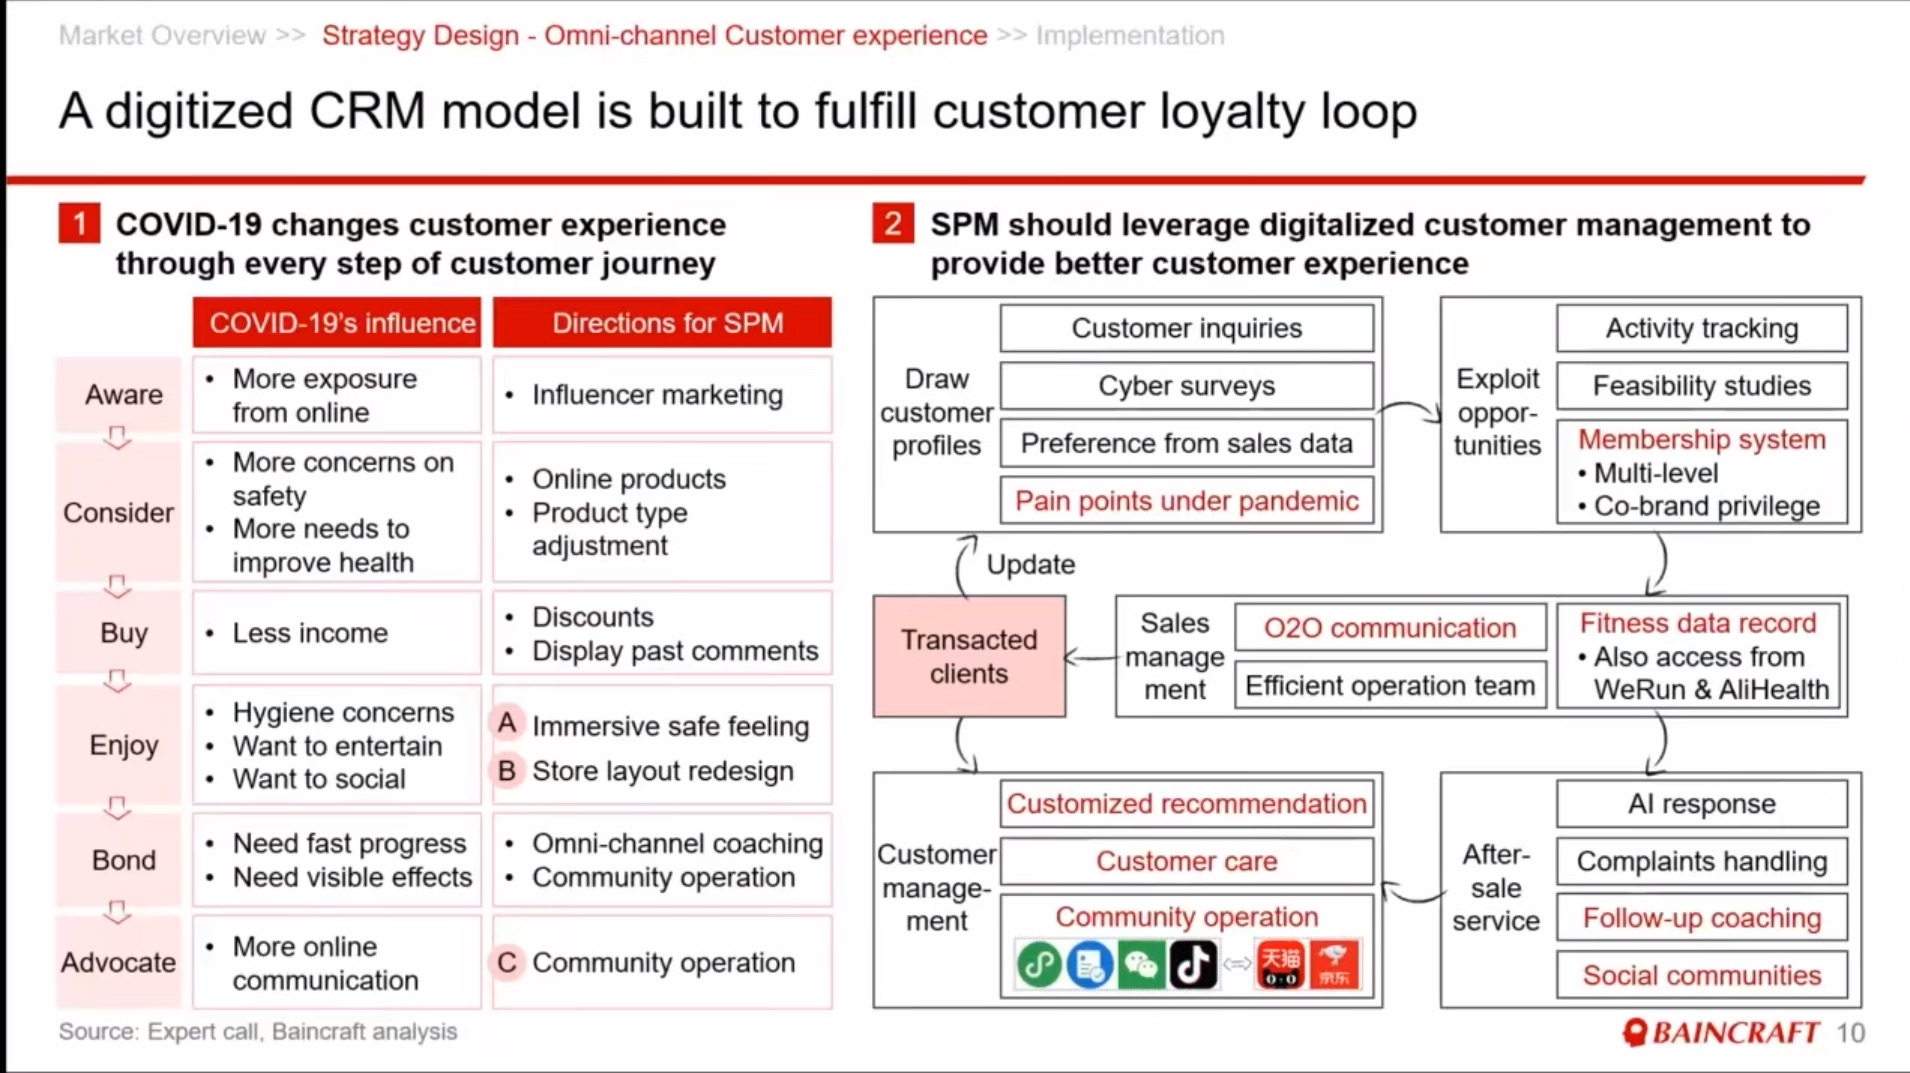 Market Overview >> Strategy Design - Omni-channel Customer experience >> Implementation
A digitized CRM model is built to fulfill customer loyalty loop
1 COVID-19 changes customer experience
through every step of customer journey
COVID-19's influence
Directions for SPM
Aware
• More exposure
from online
• Influencer marketing
Consider
• More concerns on
safety
• More needs to
improve health
• Online products
• Product type
adjustment
Buy
• Less income
• Discounts
• Display past comments
Enjoy
• Hygiene concerns
• Want to entertain
• Want to social
A Immersive safe feeling
B Store layout redesign
Bond
• Need fast progress
• Need visible effects
• Omni-channel coaching
• Community operation
Advocate
• More online
communication
C Community operation
2 SPM should leverage digitalized customer management to
provide better customer experience
Draw
customer
profiles
Customer inquiries
Cyber surveys
Preference from sales data
Pain points under pandemic
Exploit
oppor-
tunities
Activity tracking
Feasibility studies
Membership system
• Multi-level
• Co-brand privilege
Update
Transacted
clients
Sales
manage
ment
O2O communication
Efficient operation team
Fitness data record
• Also access from
WeRun & AliHealth
Customer
manage-
ment
Customized recommendation
Customer care
Community operation
天猫
京东
After-
sale
service
AI response
Complaints handling
Follow-up coaching
Social communities
Source: Expert call, Baincraft analysis
BAINCRAFT 10